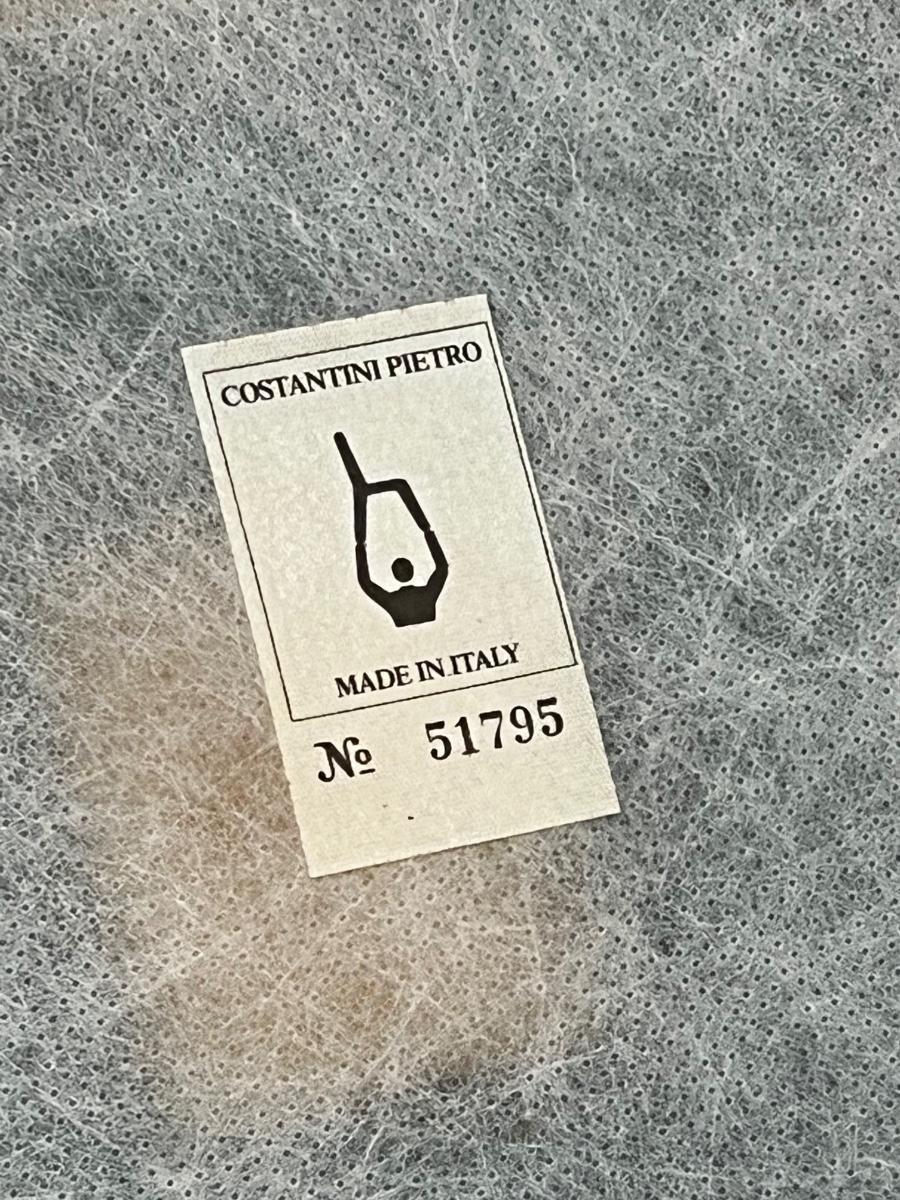 COSTANTINI PIETRO
MADE IN ITALY
№ 51795